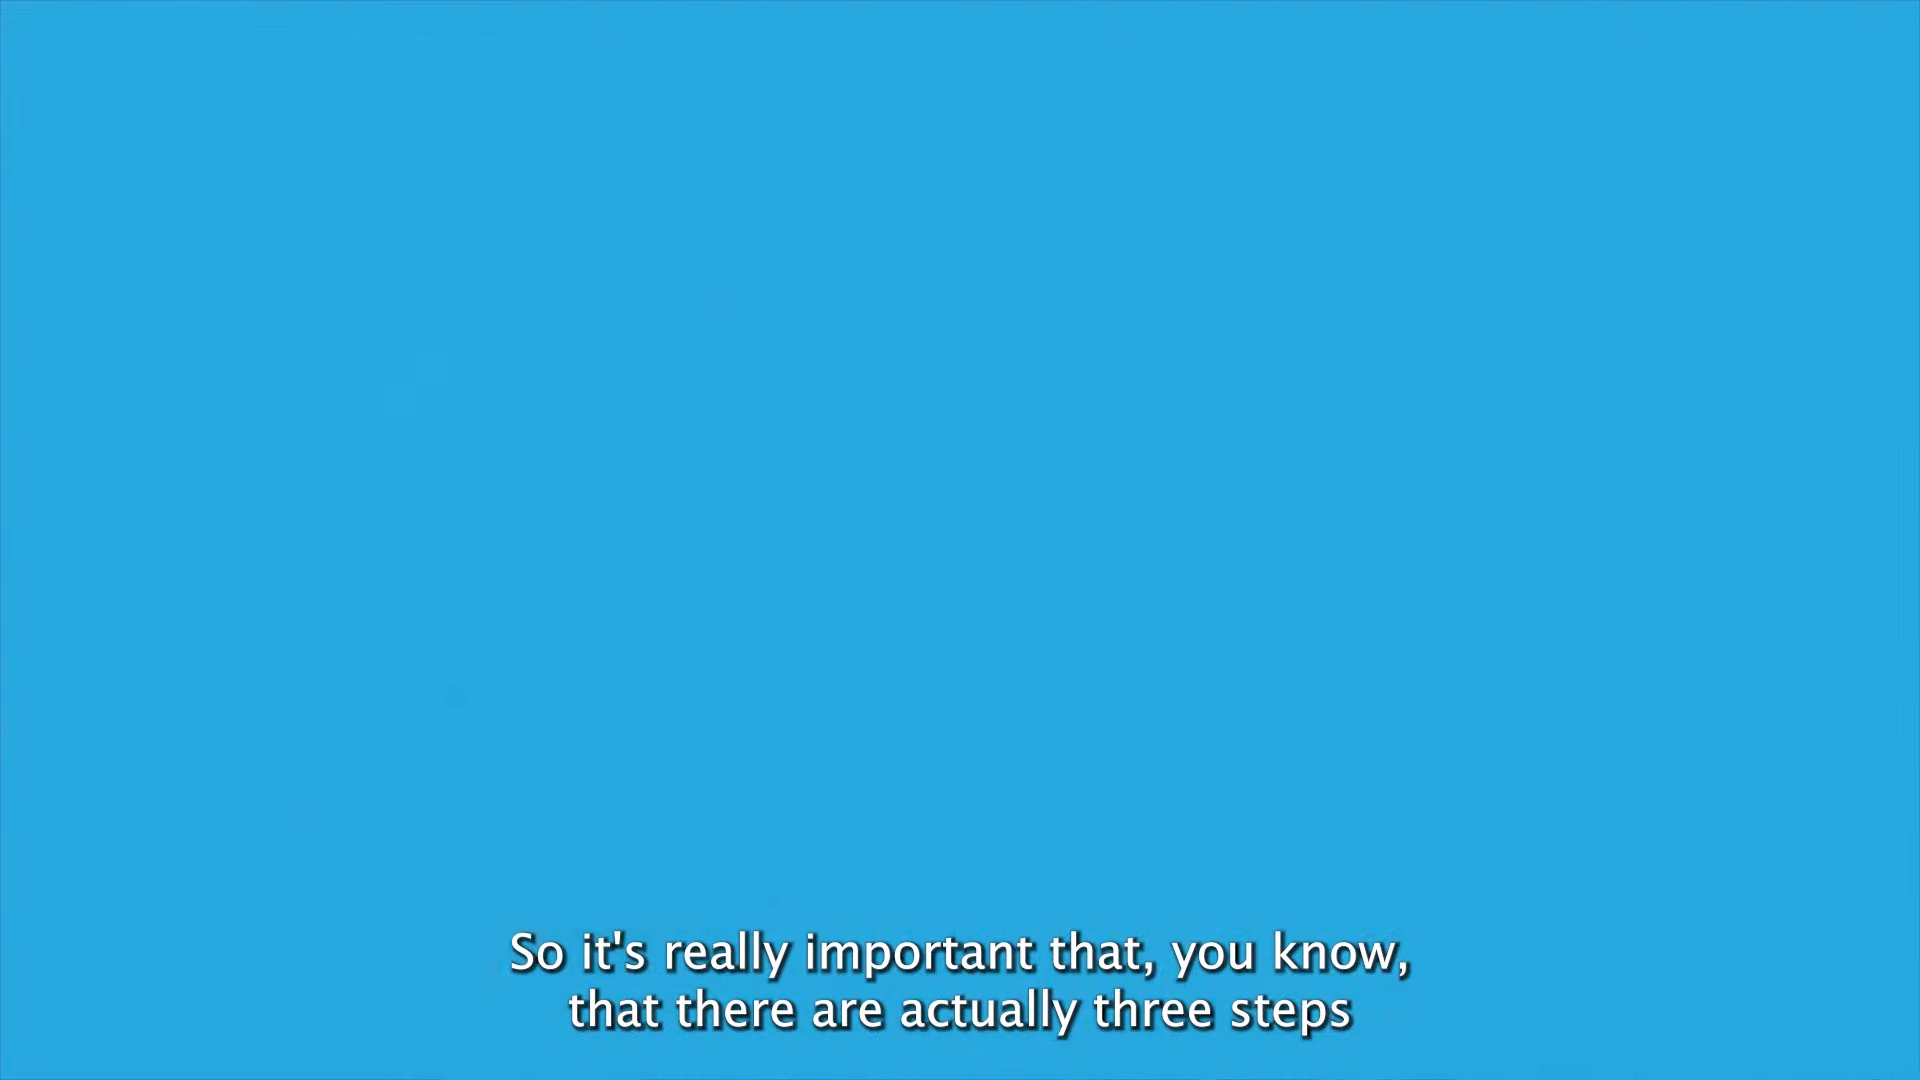 So it's really important that, you know,
that there are actually three steps